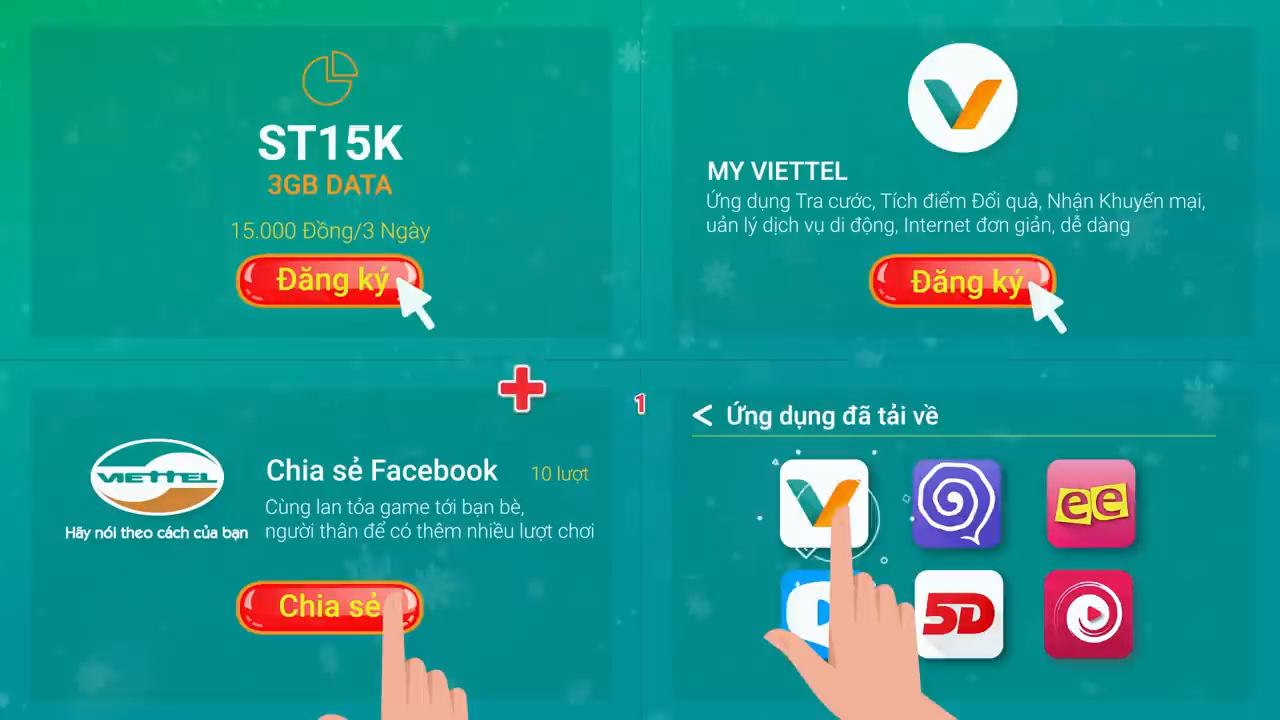 ST15K
3GB DATA
15.000 Đồng/3 Ngày
Đăng ký
MY VIETTEL
Ứng dụng Tra cước, Tích điểm Đổi quà, Nhận Khuyến mại,
uản lý dịch vụ di động, Internet đơn giản, dễ dàng
Đăng ký
1
VIETTEL
Hãy nói theo cách của bạn
Chia sẻ Facebook
10 lượt
Cùng lan tỏa game tới bạn bè,
người thân để có thêm nhiều lượt chơi
Chia sẻ
< Ứng dụng đã tải về
ee
5D